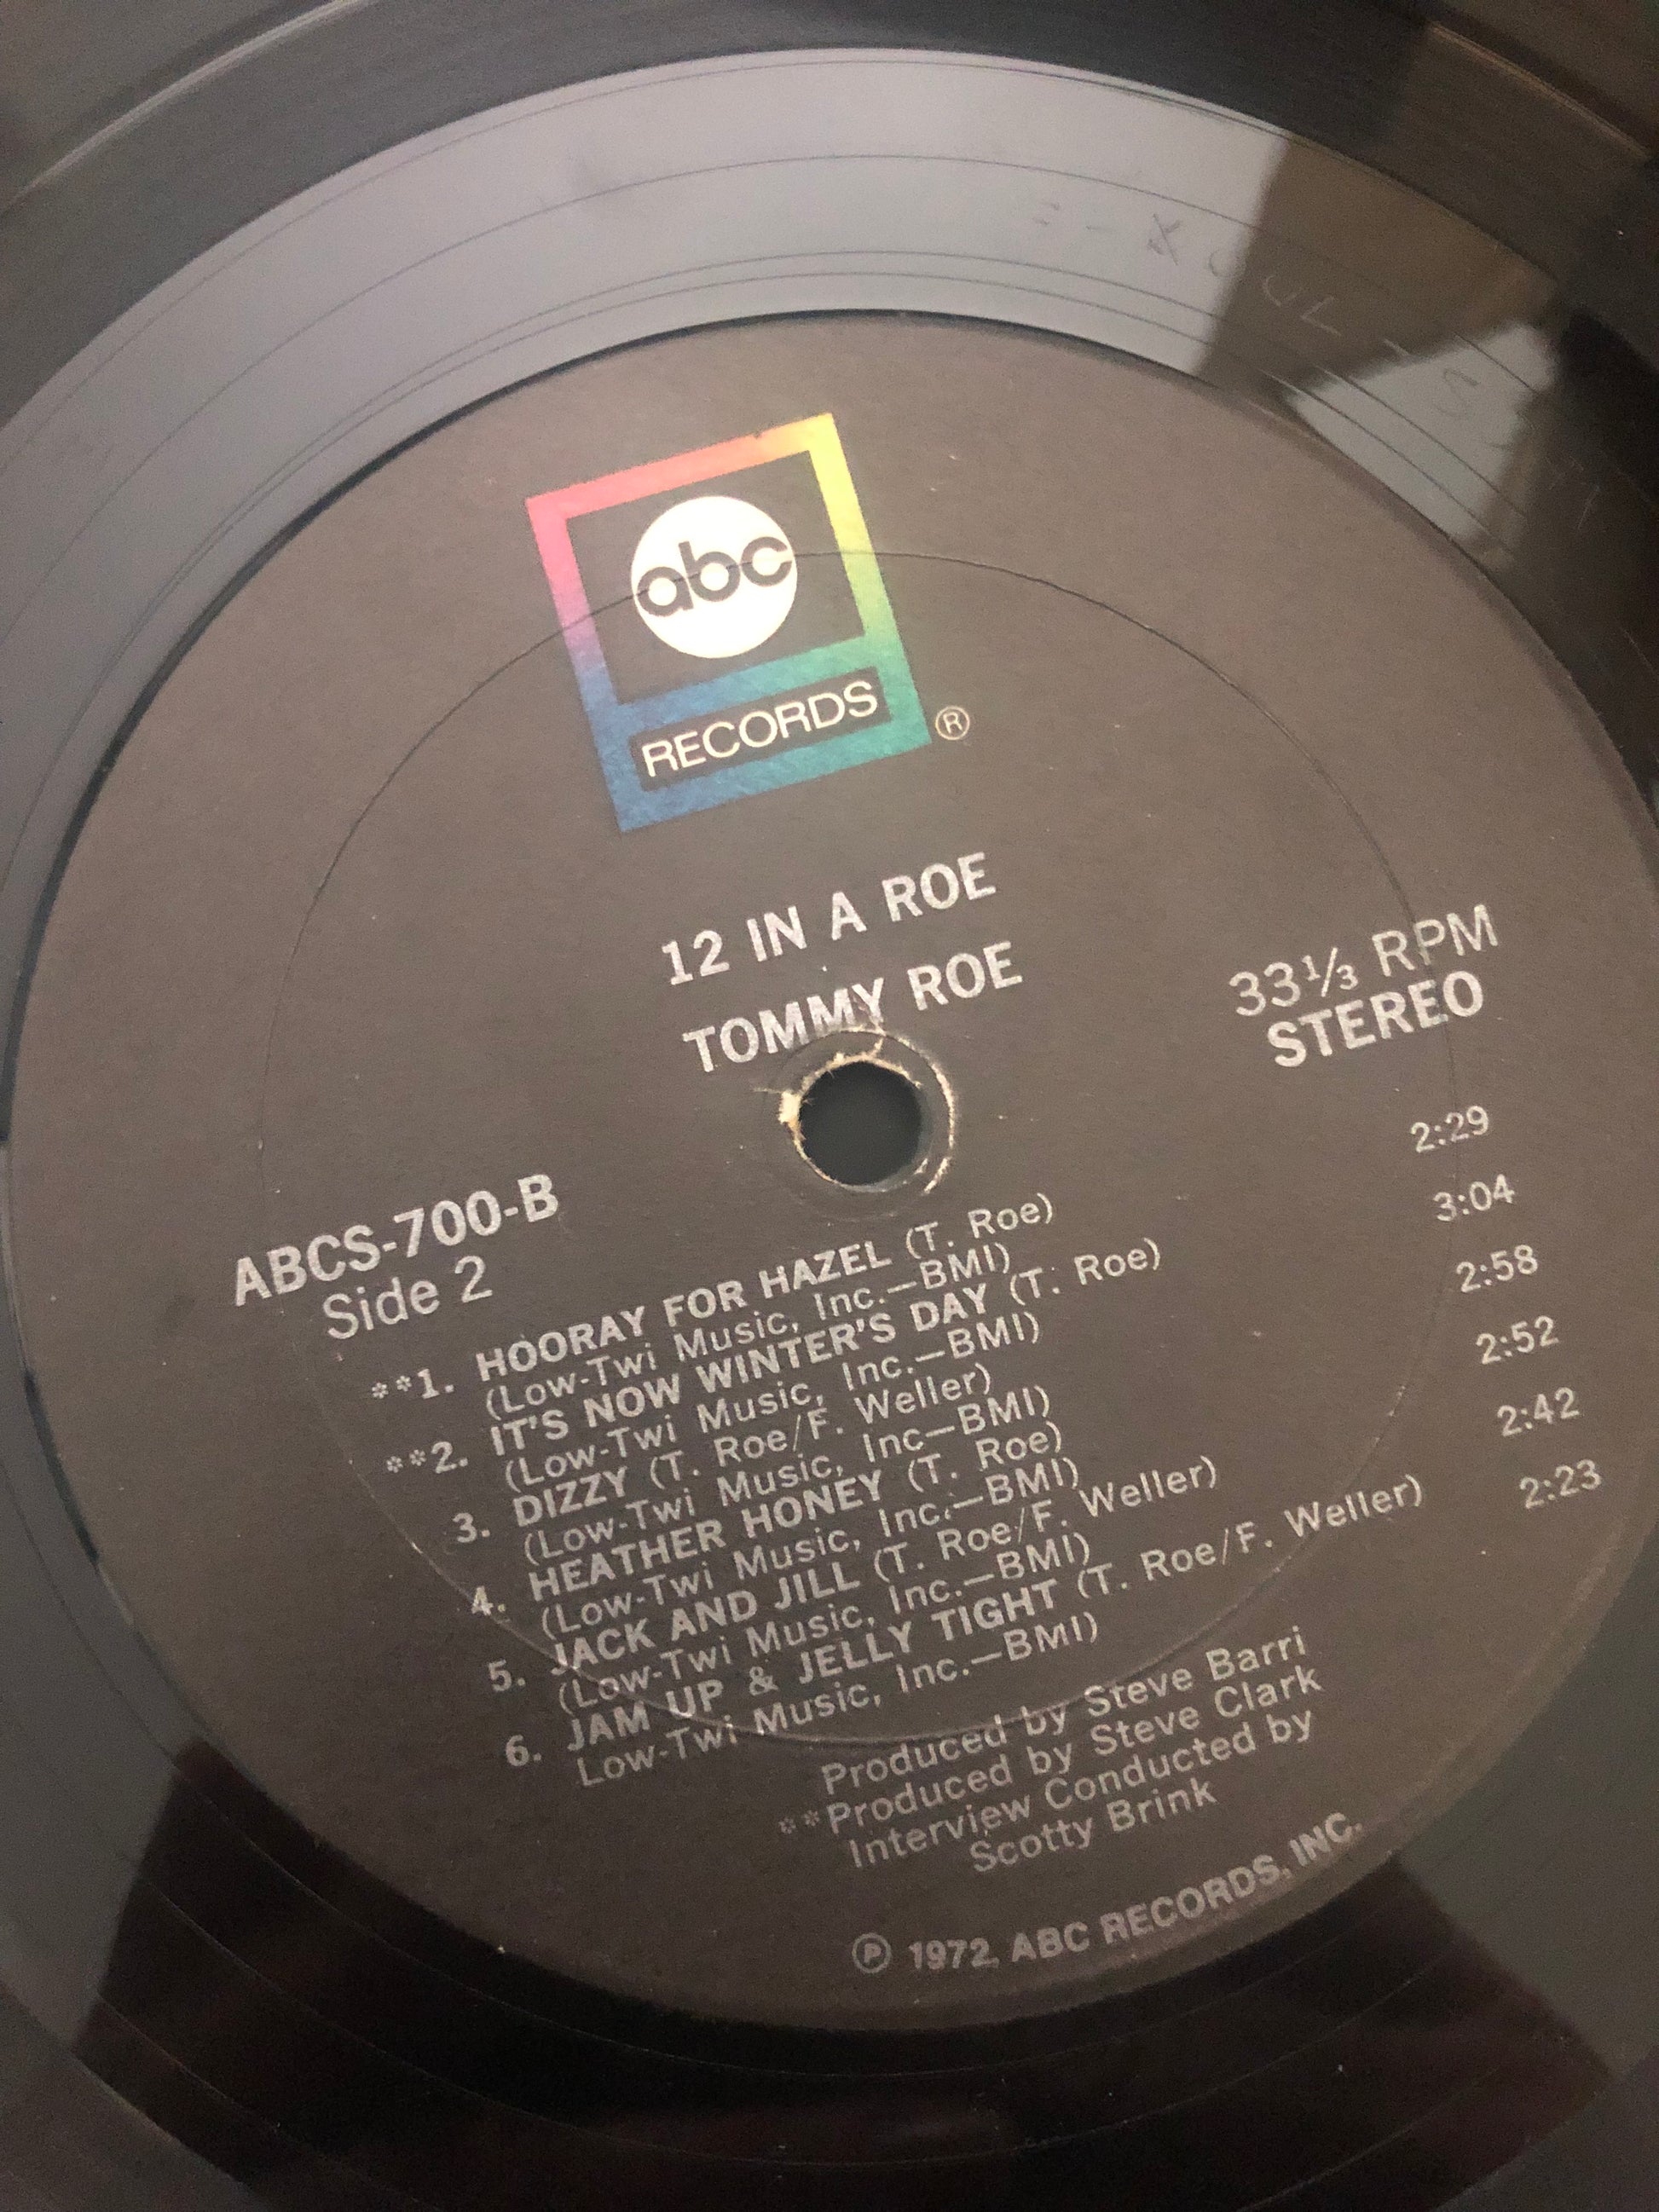 abc
RECORDS ®
12 IN A ROE
TOMMY ROE
33⅓ RPM
STEREO
ABCS-700-B
Side 2
**1. HOORAY FOR HAZEL (T. Roe) 2:29
(Low-Twi Music, Inc.—BMI)
**2. IT'S NOW WINTER'S DAY (T. Roe) 3:04
(Low-Twi Music, Inc.—BMI)
3. DIZZY (T. Roe/F. Weller) 2:58
(Low-Twi Music, Inc—BMI)
4. HEATHER HONEY (T. Roe) 2:52
(Low-Twi Music, Inc.—BMI)
5. JACK AND JILL (T. Roe/F. Weller) 2:42
(Low-Twi Music, Inc.—BMI)
6. JAM UP & JELLY TIGHT (T. Roe/F. Weller) 2:23
Low-Twi Music, Inc.—BMI)
Produced by Steve Barri
**Produced by Steve Clark
Interview Conducted by
Scotty Brink
℗ 1972, ABC RECORDS, INC.